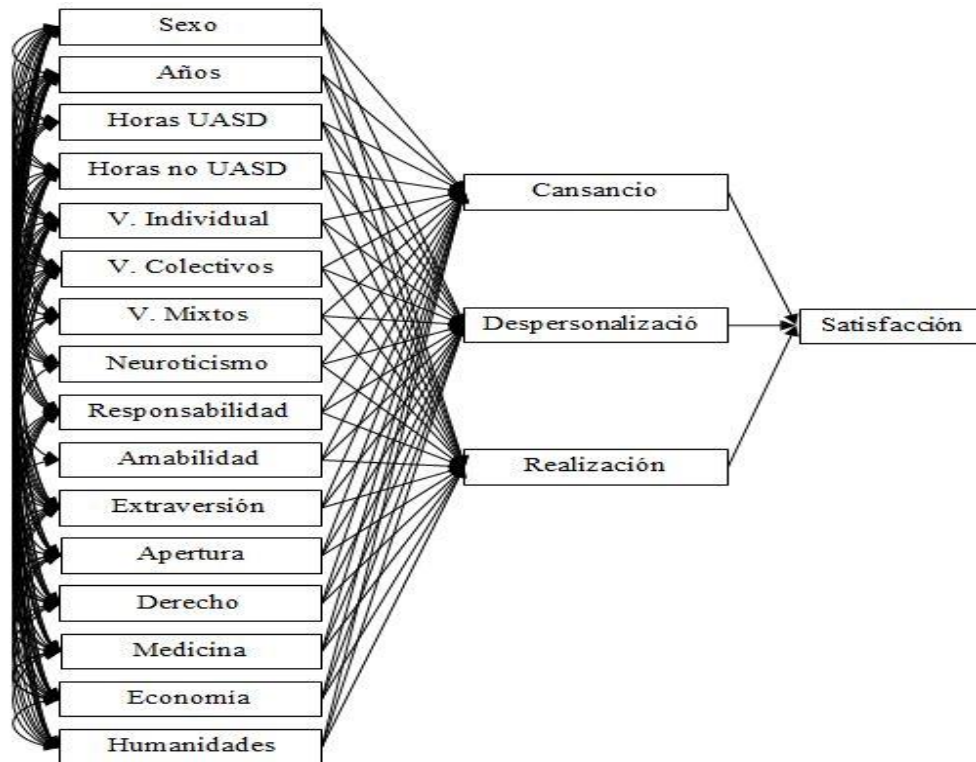 Sexo
Años
Horas UASD
Horas no UASD
V. Individual
V. Colectivos
V. Mixtos
Neuroticismo
Responsabilidad
Amabilidad
Extraversión
Apertura
Derecho
Medicina
Economía
Humanidades
Cansancio
Despersonalizació
Realización
Satisfacción